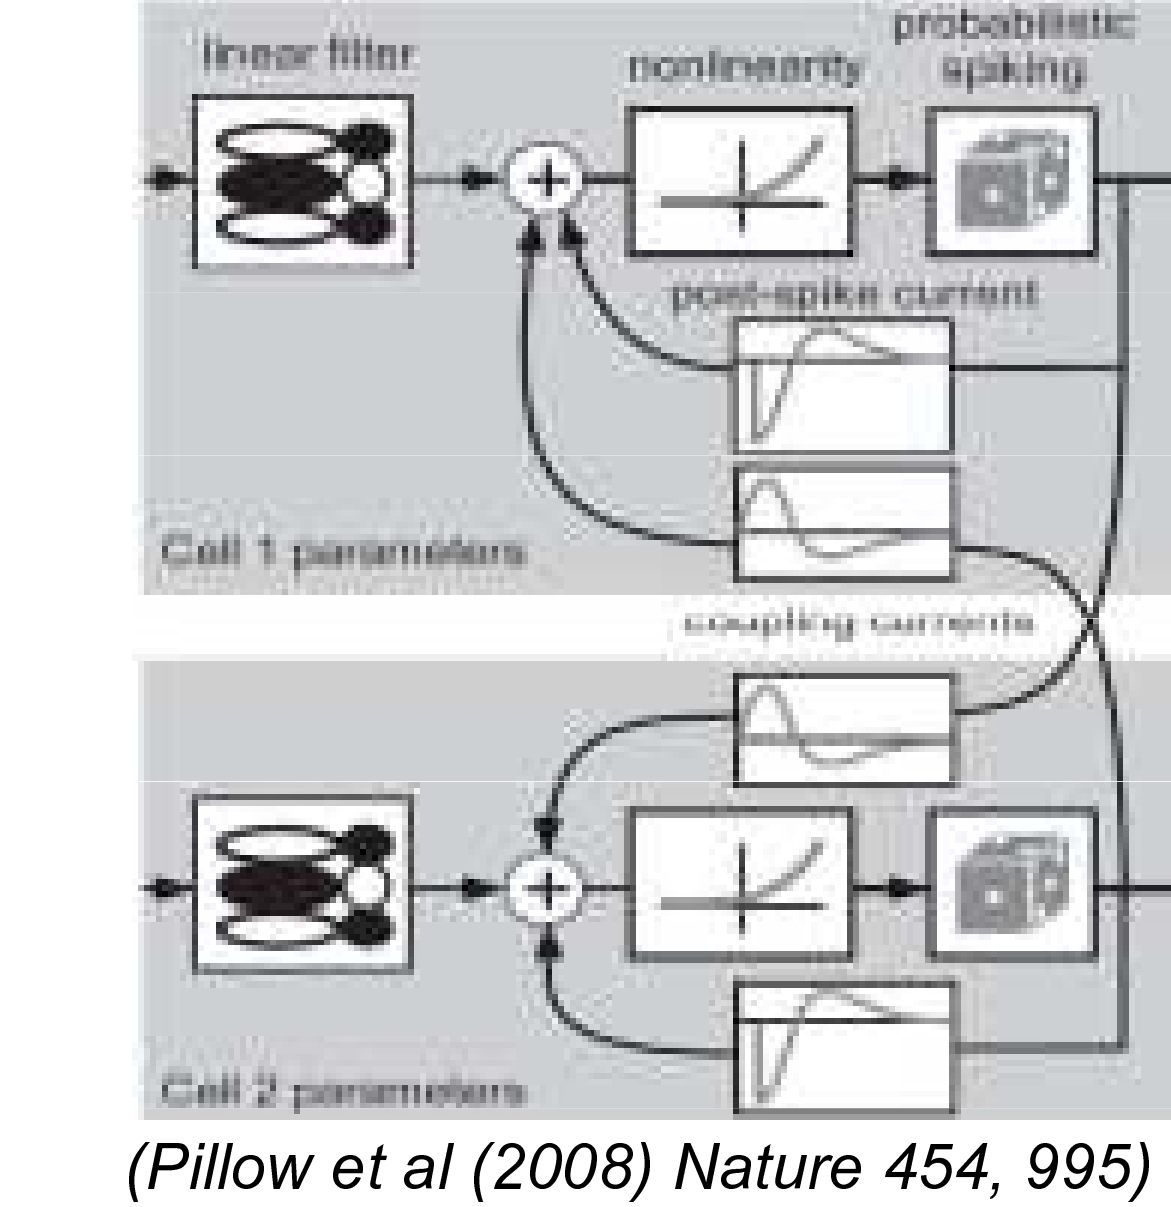 probabilistic
linear filter
nonlinearity
spiking
post-spike current
Cell 1 parameters
coupling currents
Cell 2 parameters
(Pillow et al (2008) Nature 454, 995)